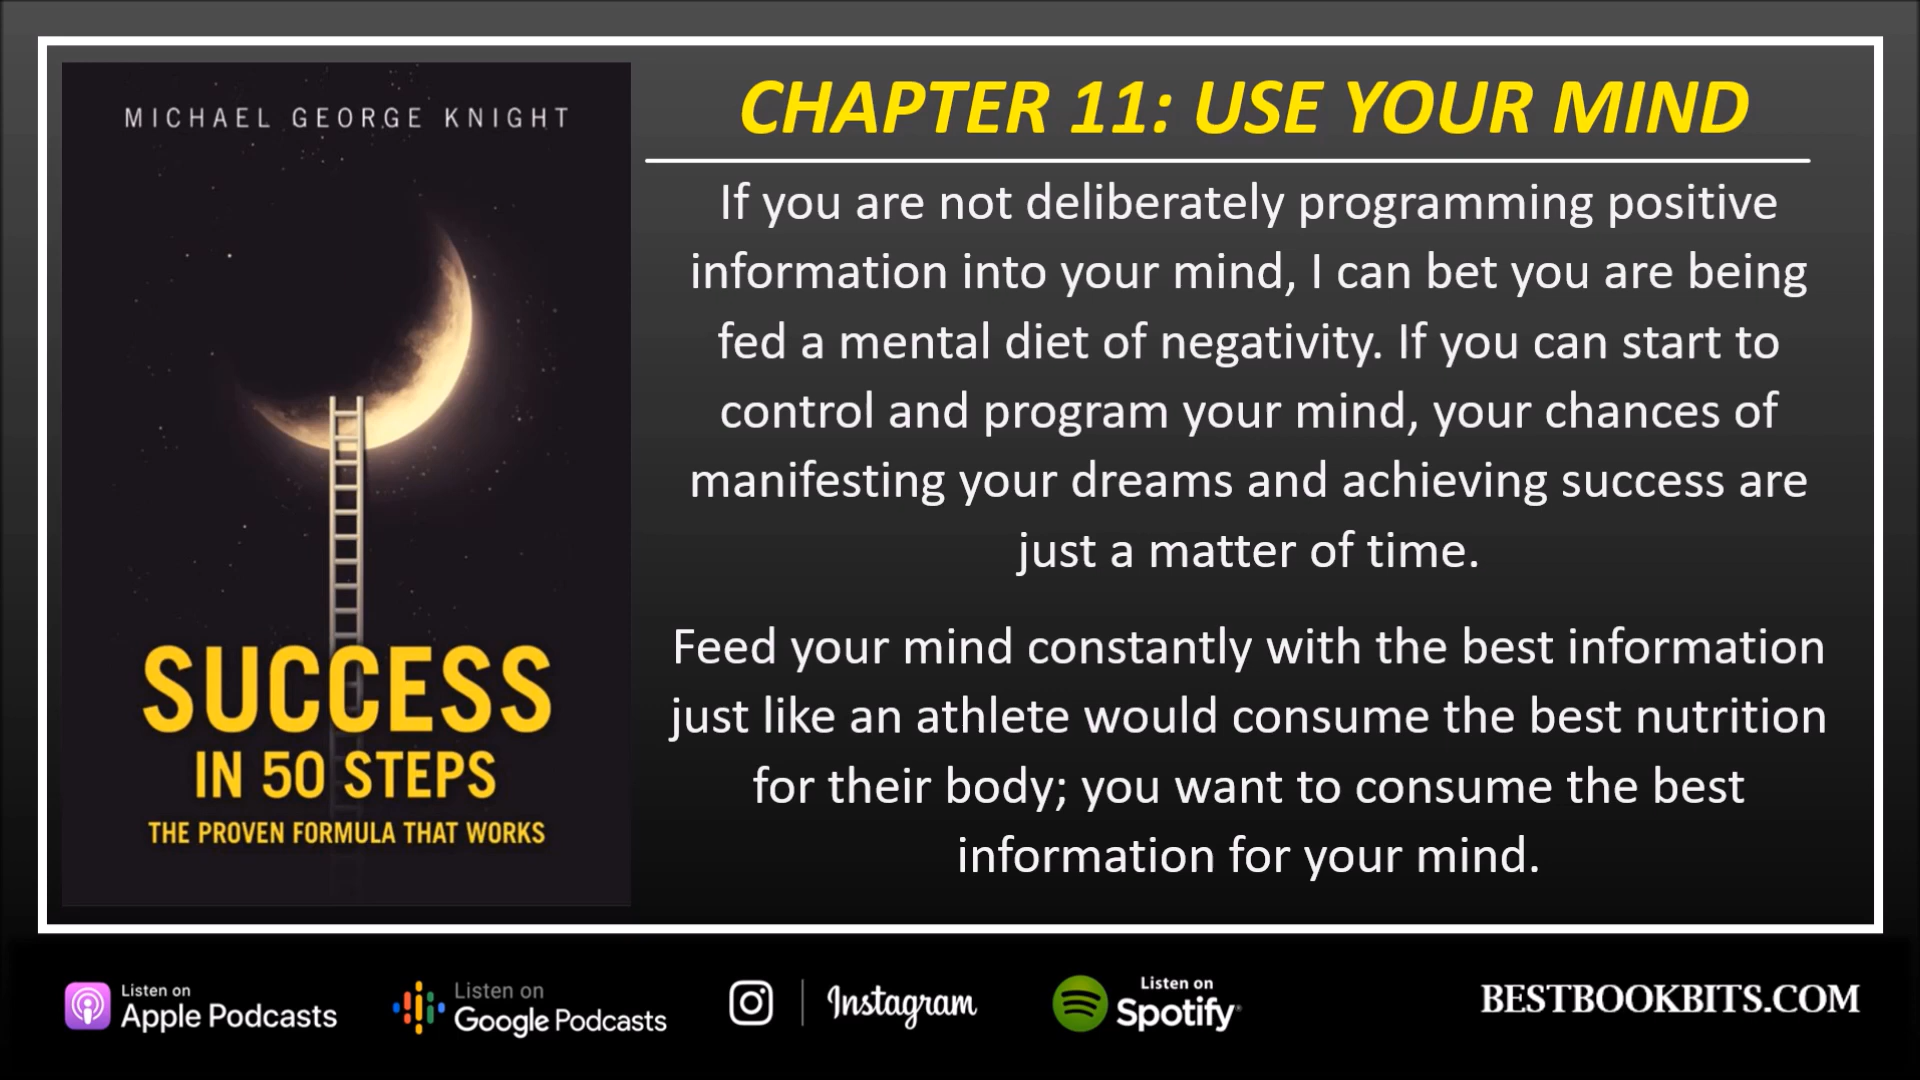 MICHAEL GEORGE KNIGHT
SUCCESS
IN 50 STEPS
THE PROVEN FORMULA THAT WORKS
CHAPTER 11: USE YOUR MIND
If you are not deliberately programming positive
information into your mind, I can bet you are being
fed a mental diet of negativity. If you can start to
control and program your mind, your chances of
manifesting your dreams and achieving success are
just a matter of time.
Feed your mind constantly with the best information
just like an athlete would consume the best nutrition
for their body; you want to consume the best
information for your mind.
Listen on
Apple Podcasts
Listen on
Google Podcasts
Instagram
Listen on
Spotify
BESTBOOKBITS.COM